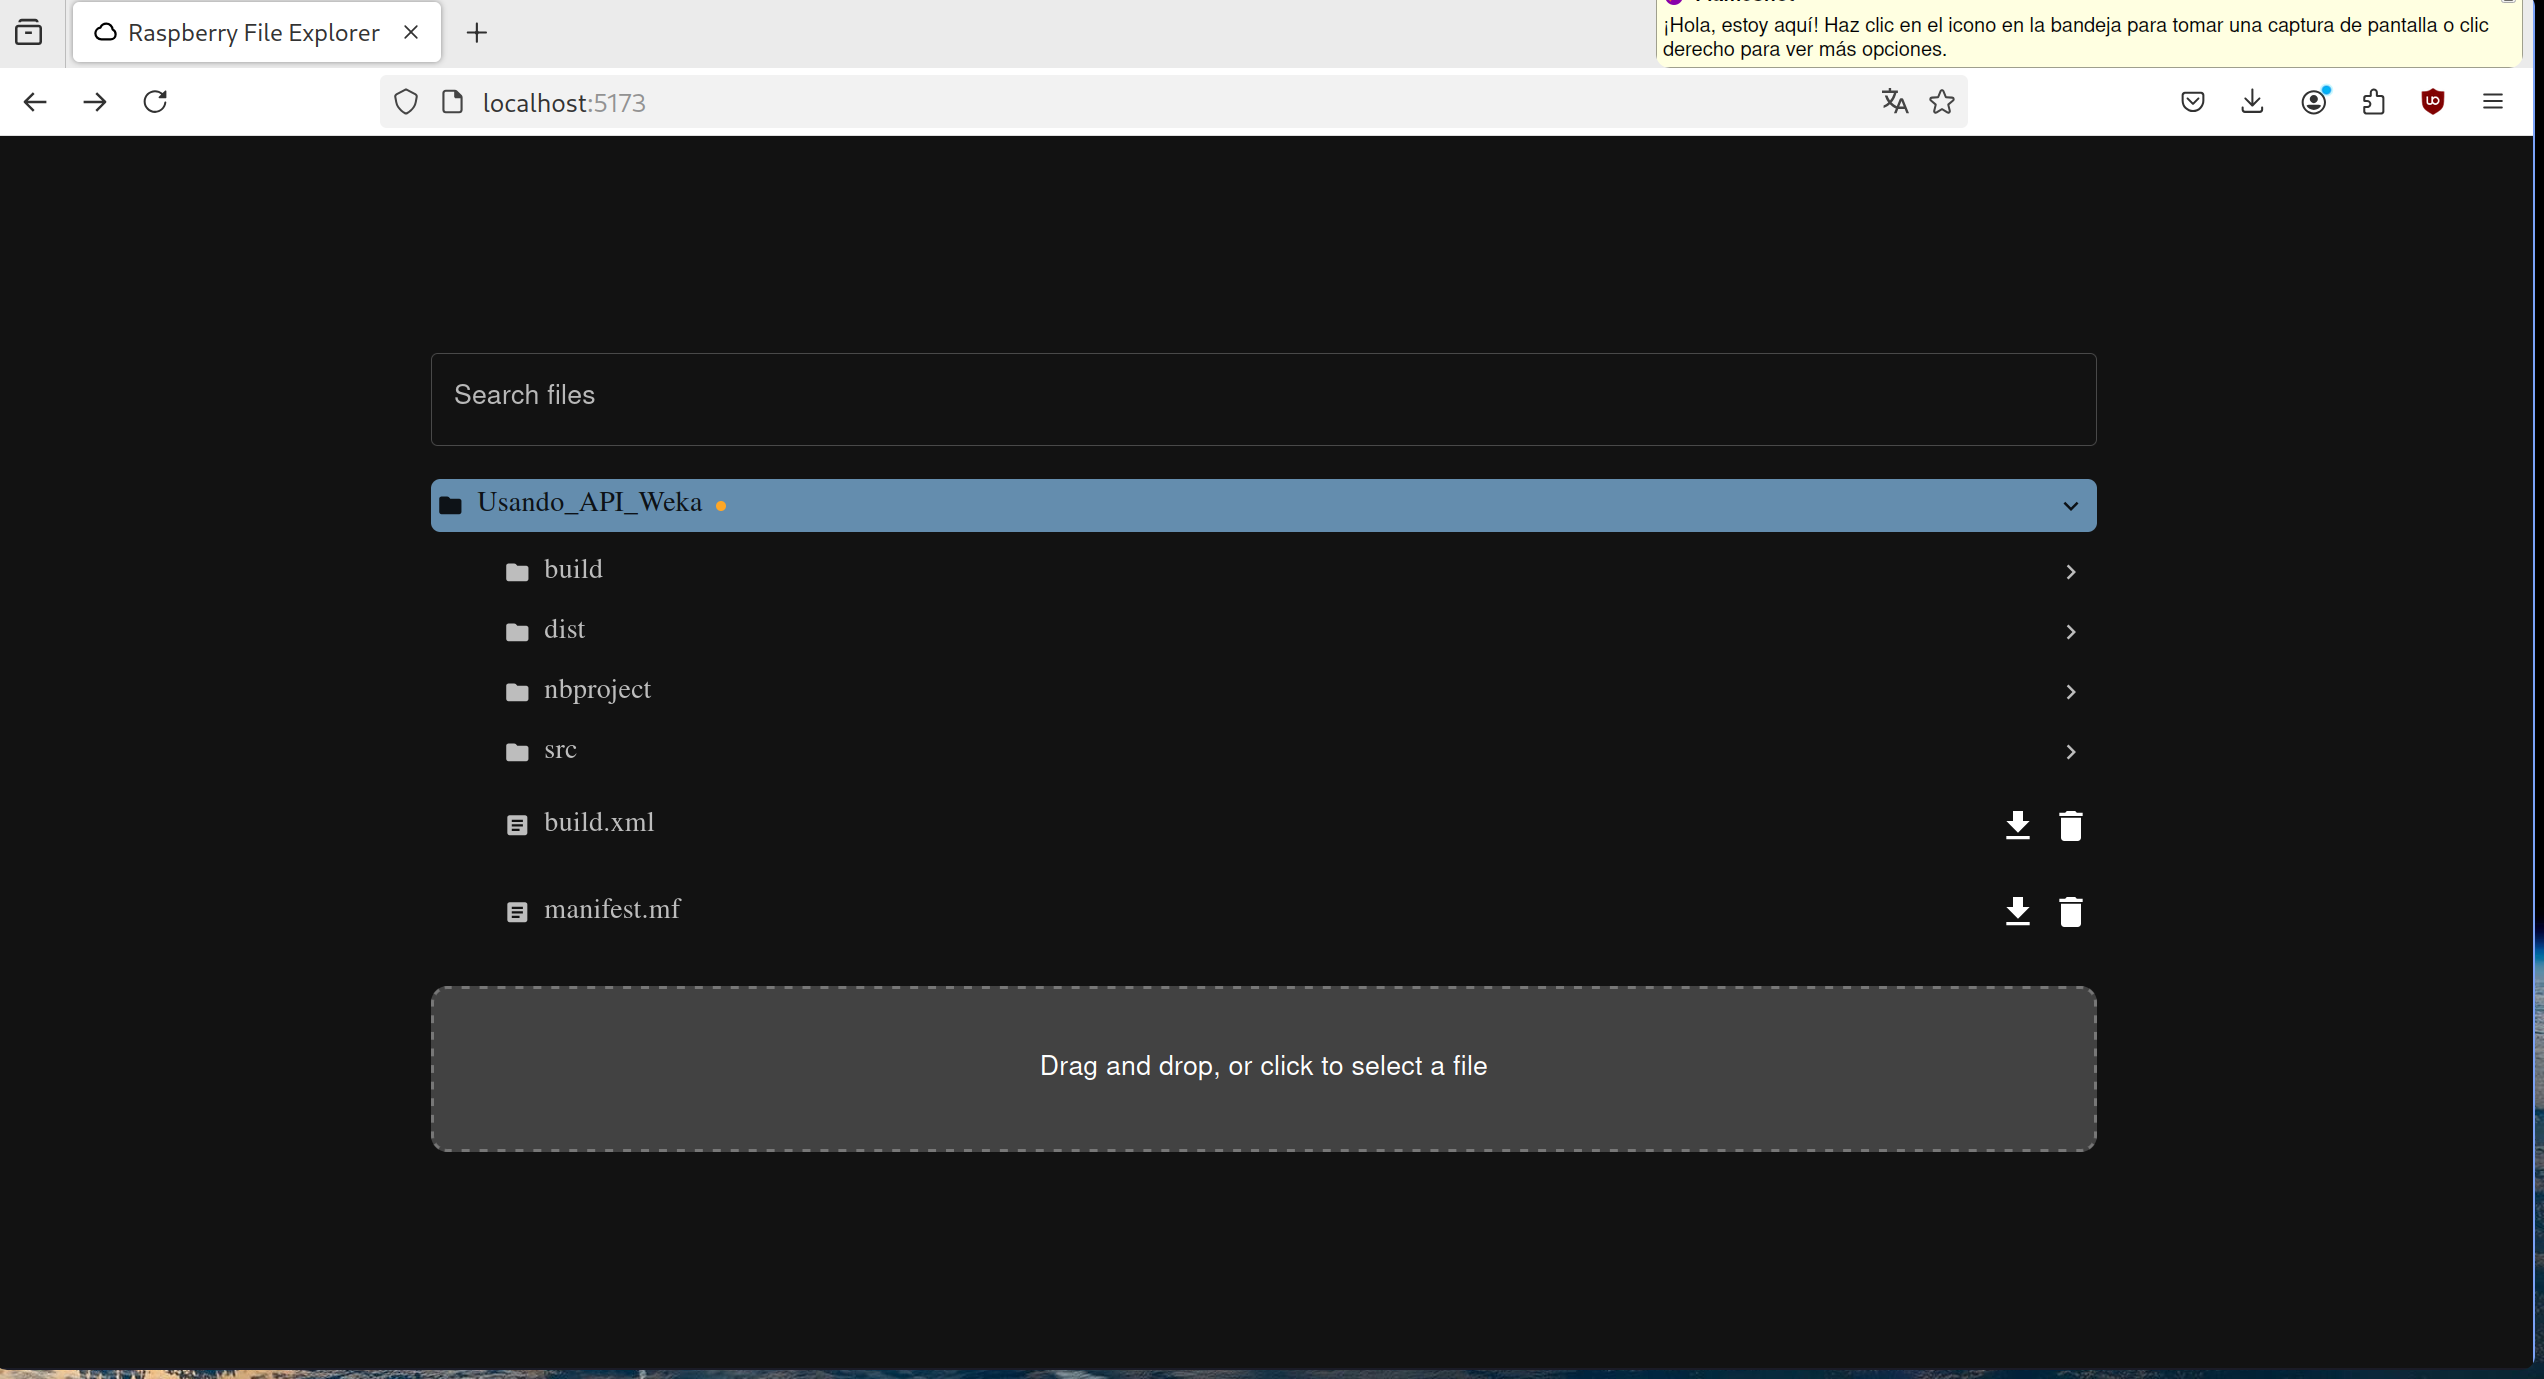 Raspberry File Explorer
¡Hola, estoy aquí! Haz clic en el icono en la bandeja para tomar una captura de pantalla o clic
derecho para ver más opciones.
localhost:5173
Search files
Usando_API_Weka
build
dist
nbproject
src
build.xml
manifest.mf
Drag and drop, or click to select a file